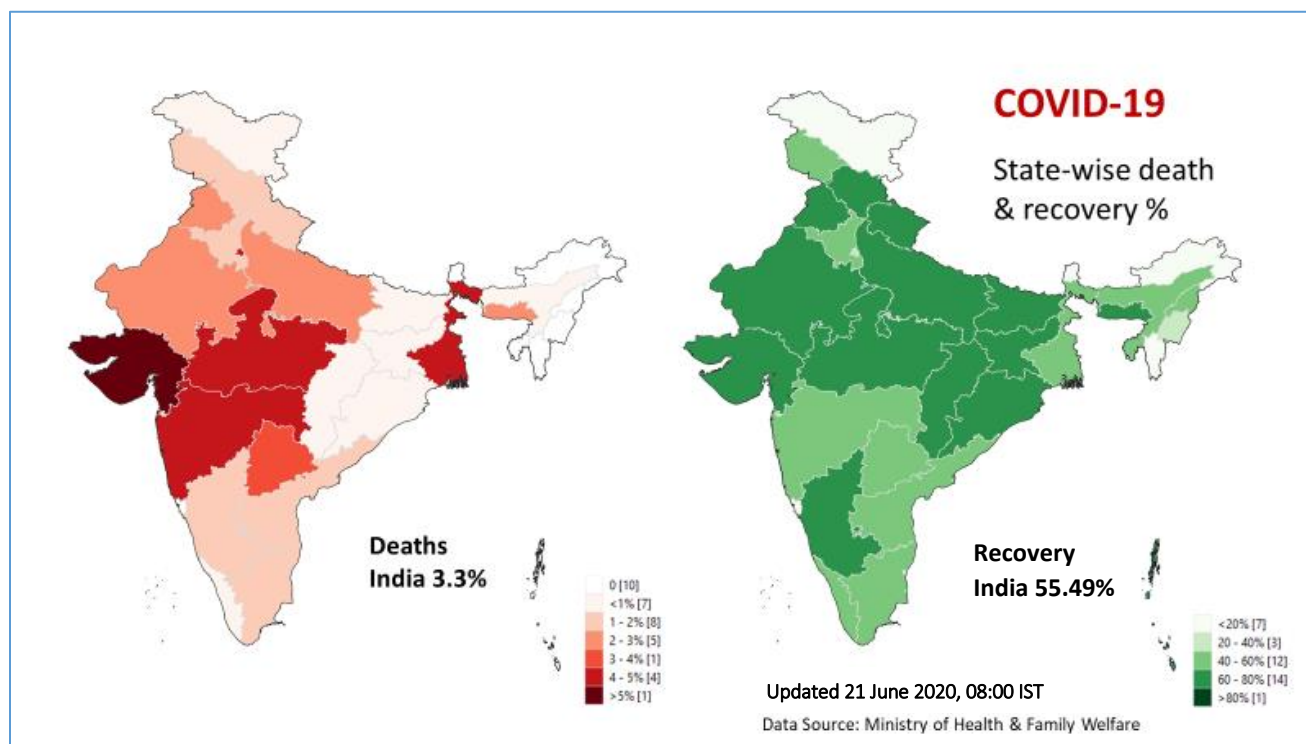 COVID-19
State-wise death
& recovery %
Deaths
India 3.3%
0 [10]
<1% [7]
1 - 2% [8]
2 - 3% [5]
3 - 4% [1]
4 - 5% [4]
>5% [1]
Recovery
India 55.49%
<20% [7]
20 - 40% [3]
40 - 60% [12]
60 - 80% [14]
>80% [1]
Updated 21 June 2020, 08:00 IST
Data Source: Ministry of Health & Family Welfare